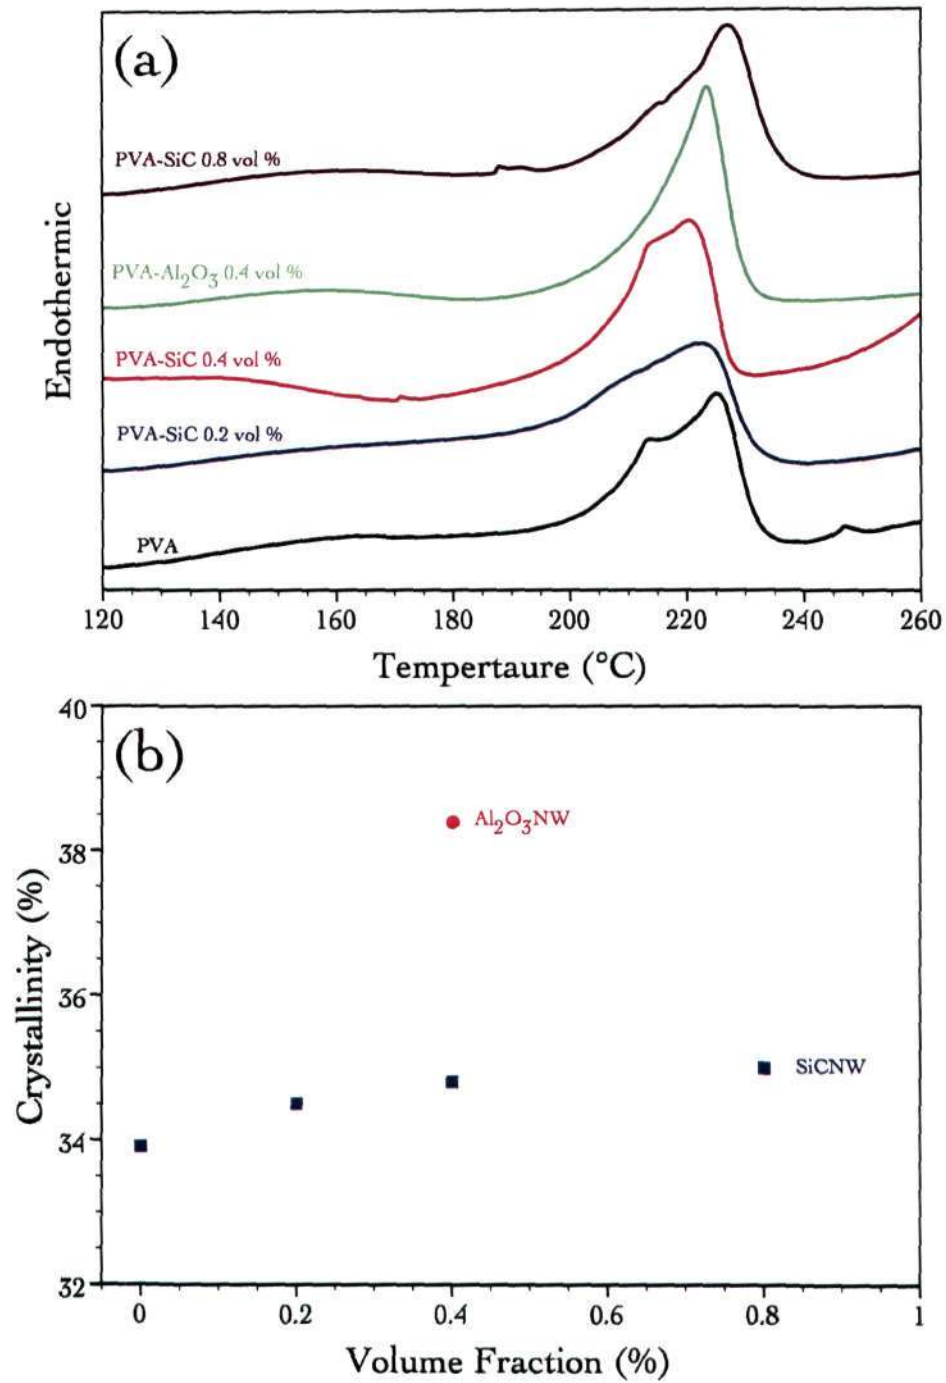 (a)
PVA-SiC 0.8 vol %
PVA-Al₂O₃ 0.4 vol %
PVA-SiC 0.4 vol %
PVA-SiC 0.2 vol %
PVA
Endothermic
120 140 160 180 200 220 240 260
Tempertaure (°C)
(b)
40
38
36
34
32
Al₂O₃NW
SiCNW
Crystallinity (%)
0 0.2 0.4 0.6 0.8 1
Volume Fraction (%)